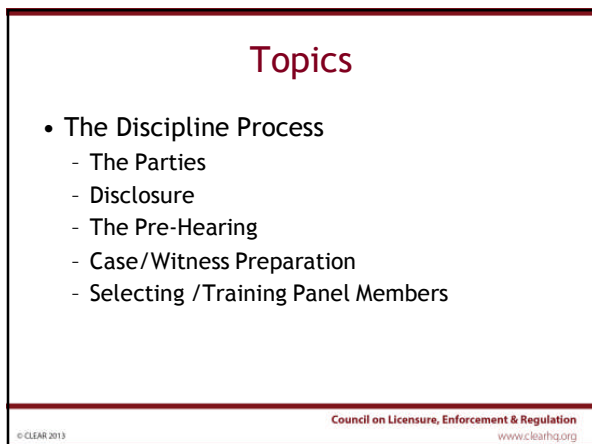 Topics
• The Discipline Process
- The Parties
- Disclosure
- The Pre-Hearing
- Case/Witness Preparation
- Selecting /Training Panel Members
Council on Licensure, Enforcement & Regulation
© CLEAR 2013
www.clearhq.org